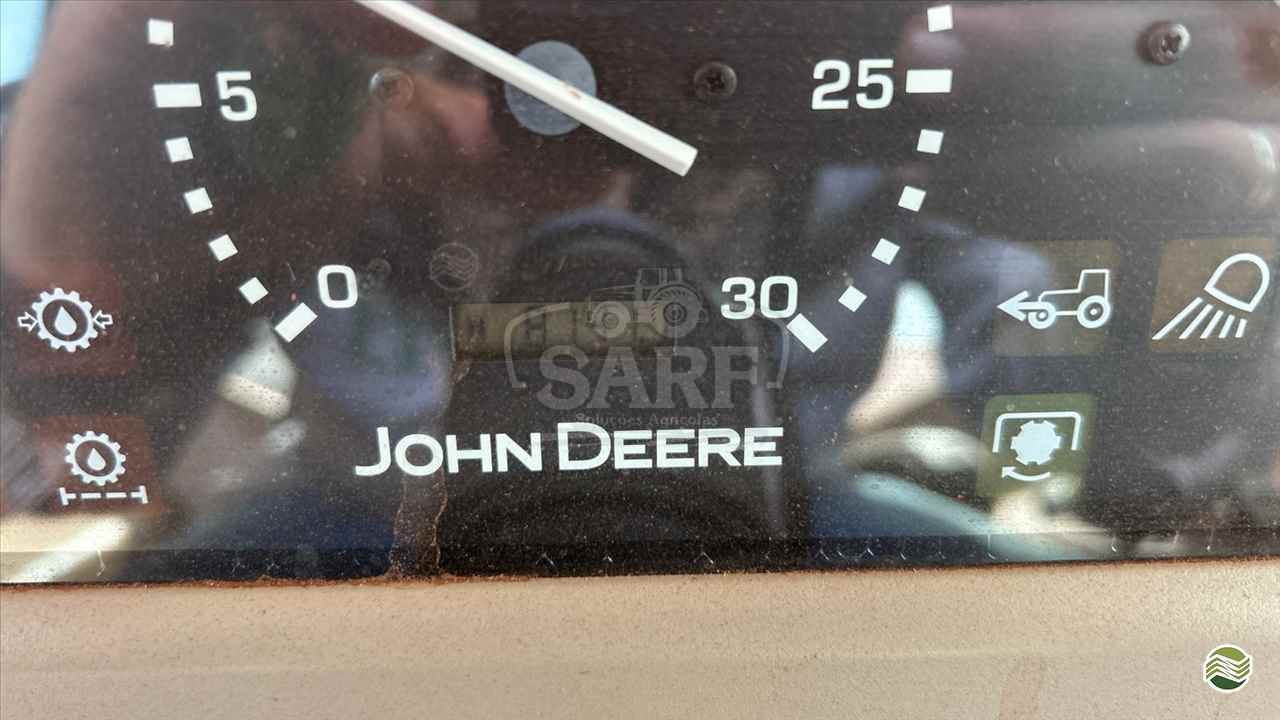 5
25
0
30
SARF
Soluções Agrícolas
JOHN DEERE